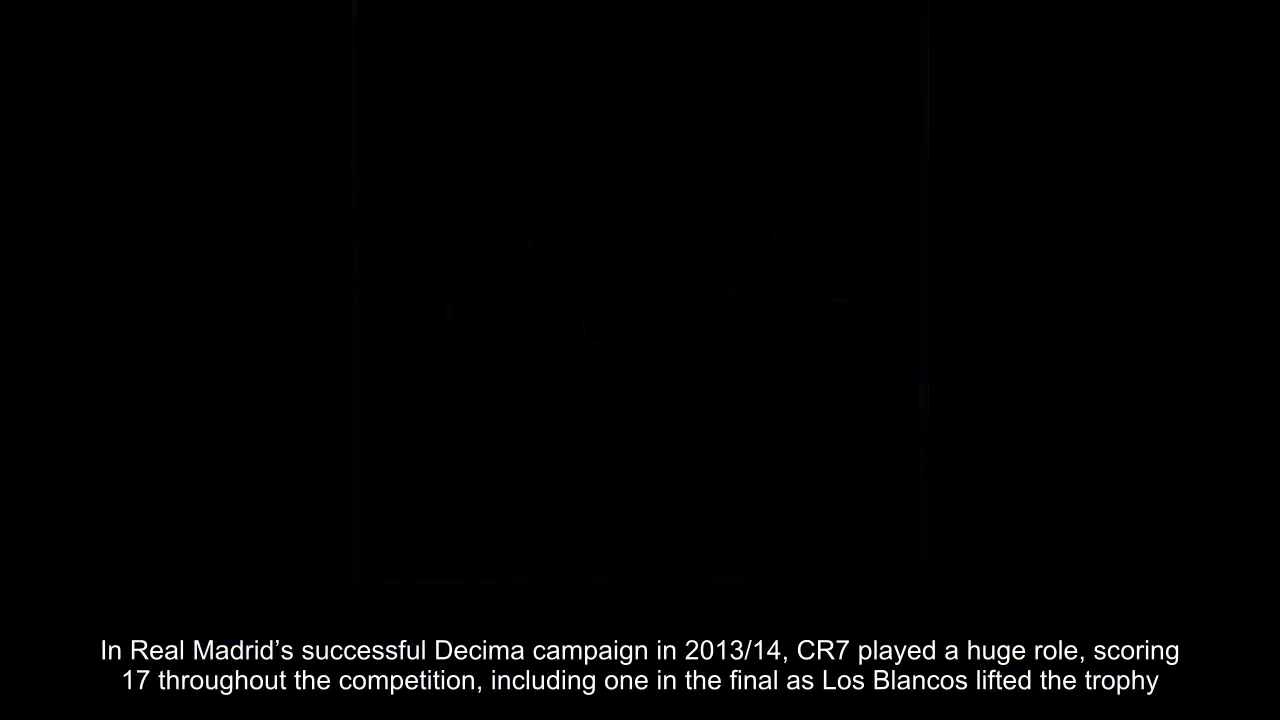 In Real Madrid’s successful Decima campaign in 2013/14, CR7 played a huge role, scoring
17 throughout the competition, including one in the final as Los Blancos lifted the trophy